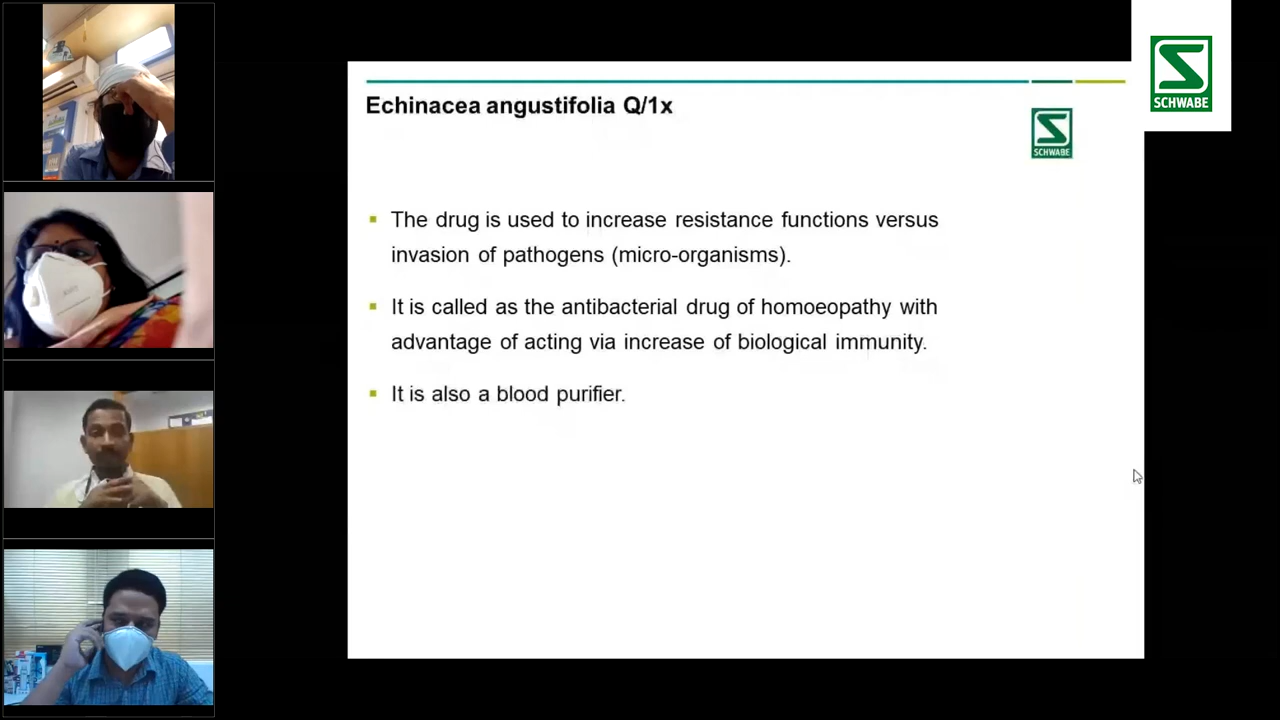 SCHWABE
Echinacea angustifolia Q/1x
SCHWABE
The drug is used to increase resistance functions versus
invasion of pathogens (micro-organisms).
It is called as the antibacterial drug of homoeopathy with
advantage of acting via increase of biological immunity.
It is also a blood purifier.